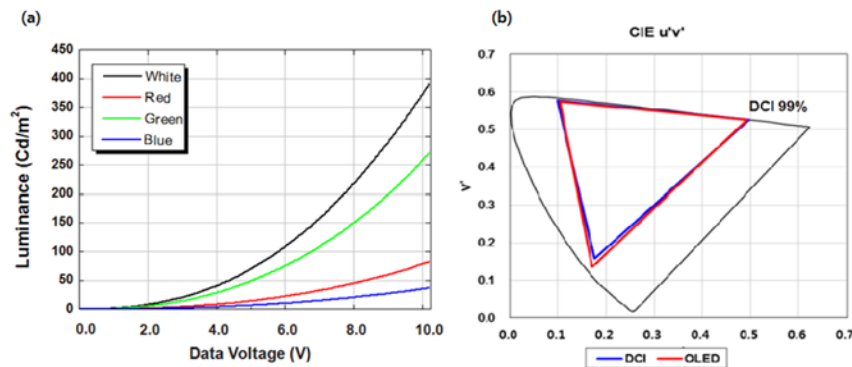 (a)
450
400
350
300
250
200
150
100
50
0
Luminance (Cd/m²)
White
Red
Green
Blue
0.0 2.0 4.0 6.0 8.0 10.0
Data Voltage (V)
(b)
CIE u'v'
0.7
0.6
0.5
0.4
0.3
0.2
0.1
0.0
v'
DCI 99%
0.0 0.1 0.2 0.3 0.4 0.5 0.6 0.7
DCI OLED